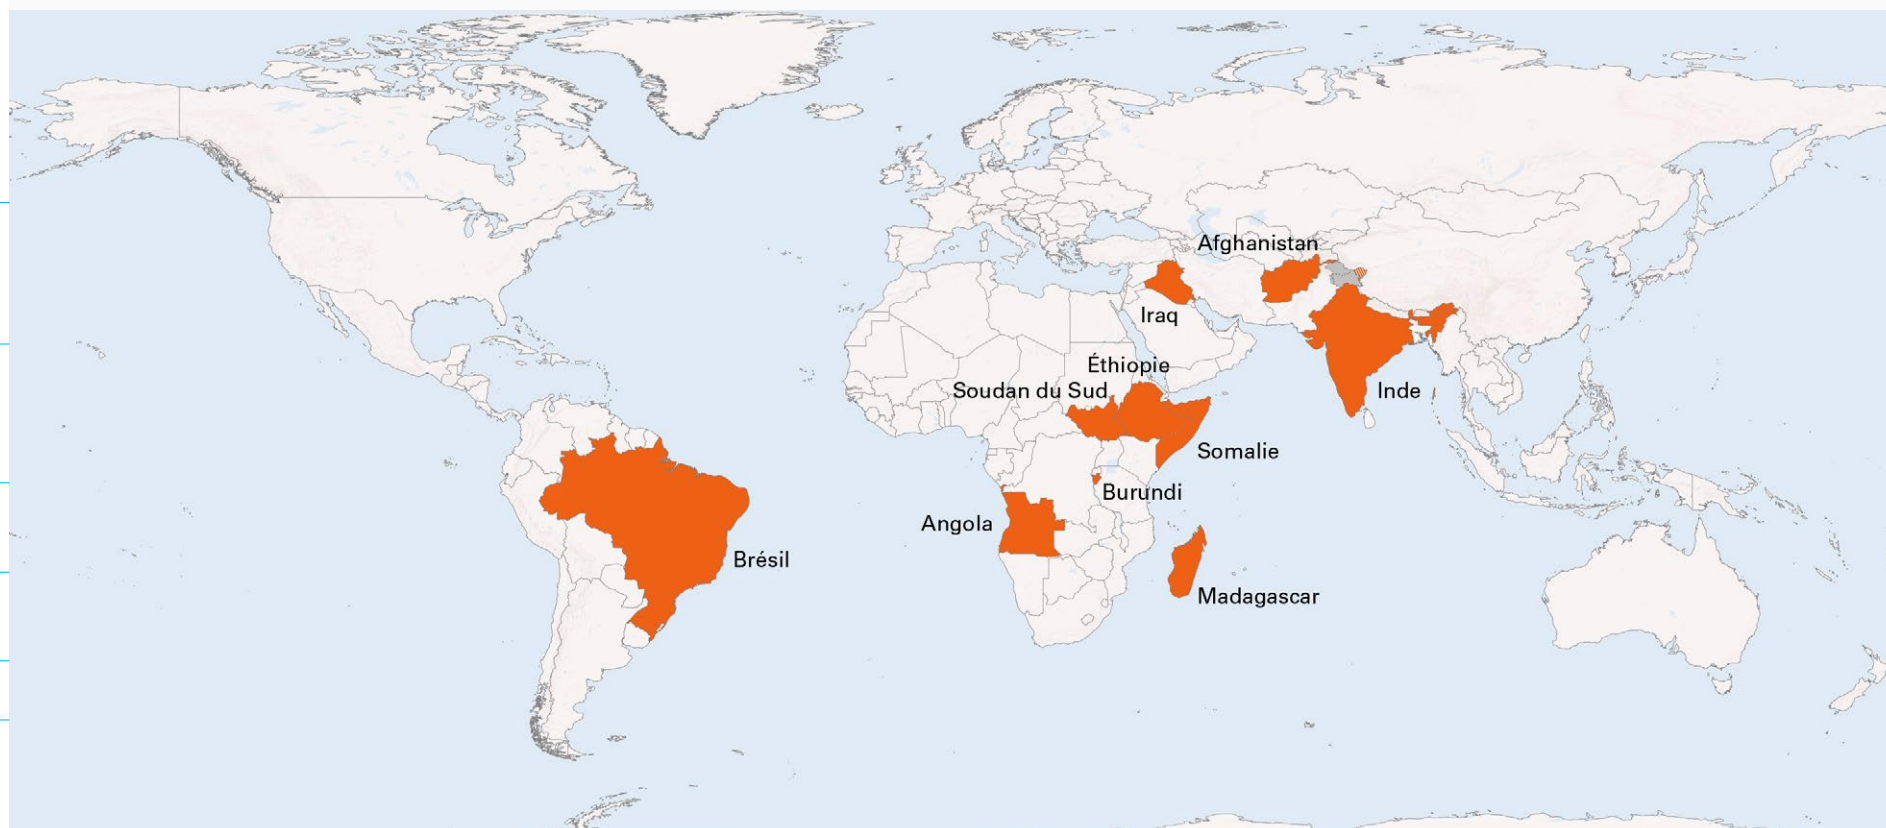 Afghanistan
Iraq
Éthiopie
Soudan du Sud
Inde
Somalie
Burundi
Angola
Brésil
Madagascar